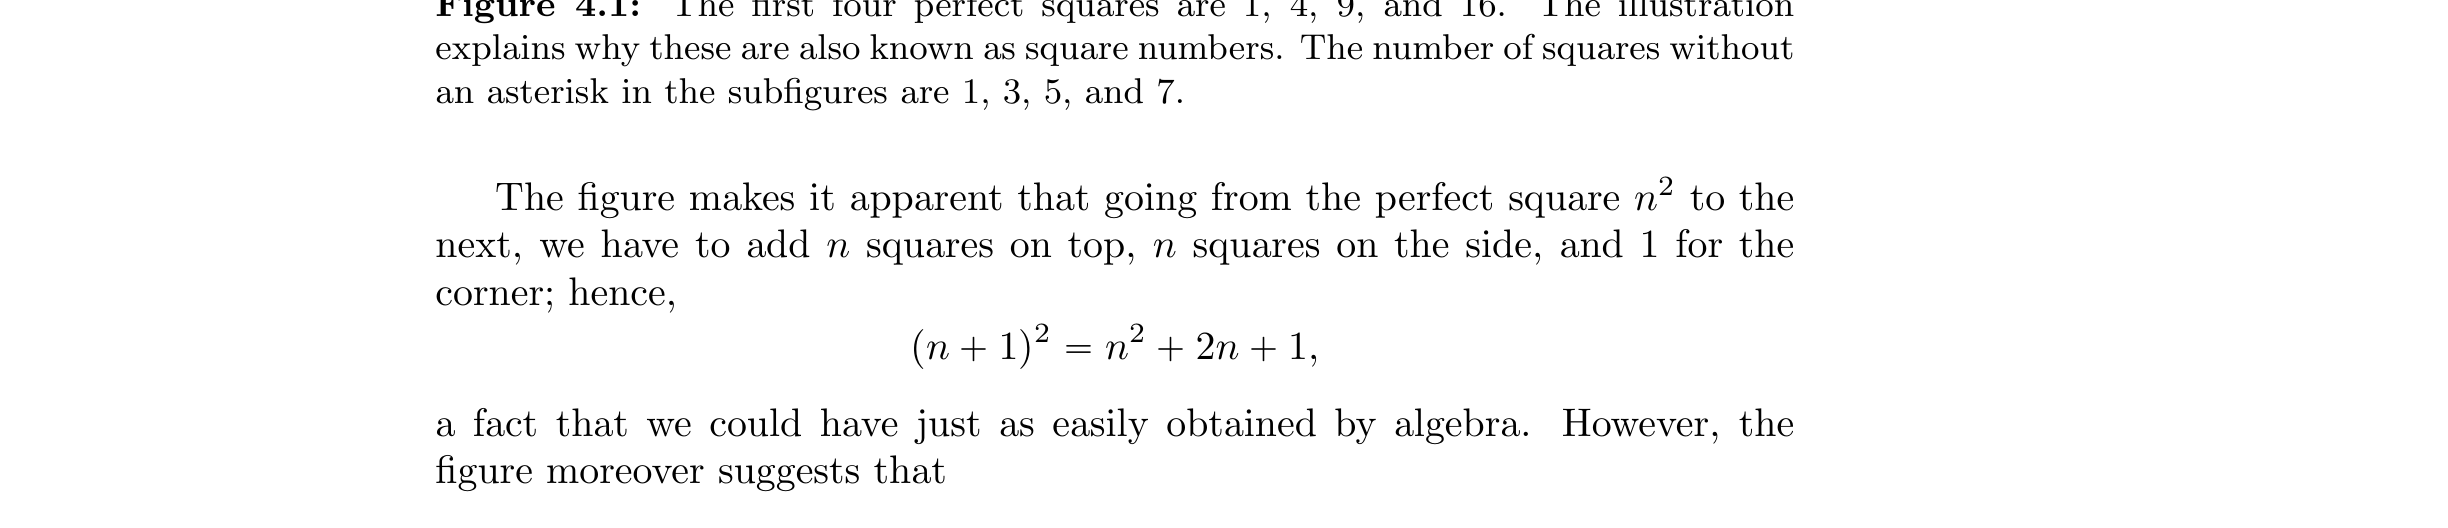 Figure 4.1: The first four perfect squares are 1, 4, 9, and 16. The illustration
explains why these are also known as square numbers. The number of squares without
an asterisk in the subfigures are 1, 3, 5, and 7.
The figure makes it apparent that going from the perfect square n² to the
next, we have to add n squares on top, n squares on the side, and 1 for the
corner; hence,
(n + 1)² = n² + 2n + 1,
a fact that we could have just as easily obtained by algebra. However, the
figure moreover suggests that